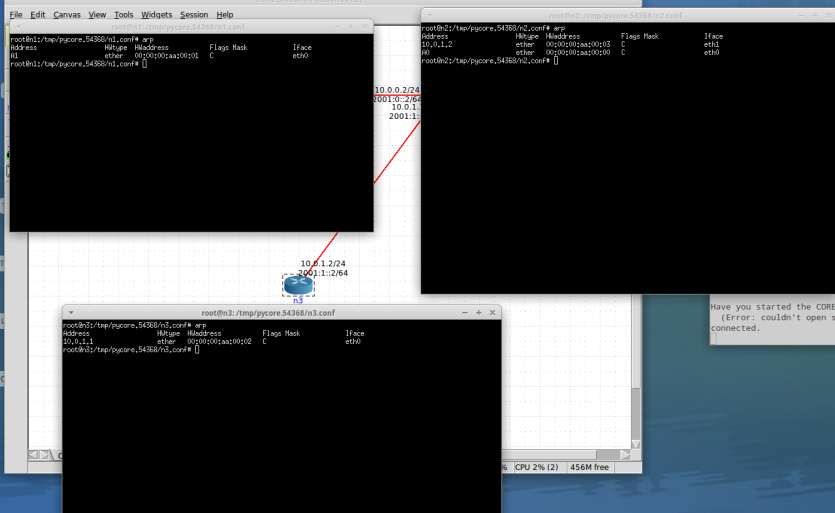 File Edit Canvas View Tools Widgets Session Help
root@n1: /tmp/pycore.54368/n1.conf
root@n1:/tmp/pycore.54368/n1.conf# arp
Address HWtype HWaddress Flags Mask Iface
A1 ether 00:00:00:aa:00:01 C eth0
root@n1:/tmp/pycore.54368/n1.conf#
root@n2: /tmp/pycore.54368/n2.conf
root@n2:/tmp/pycore.54368/n2.conf# arp
Address HWtype HWaddress Flags Mask Iface
10.0.1.2 ether 00:00:00:aa:00:03 C eth1
A0 ether 00:00:00:aa:00:00 C eth0
root@n2:/tmp/pycore.54368/n2.conf#
10.0.0.2/24
2001:0::2/64
10.0.1.
2001:1::
10.0.1.2/24
2001:1::2/64
n3
root@n3: /tmp/pycore.54368/n3.conf
root@n3:/tmp/pycore.54368/n3.conf# arp
Address HWtype HWaddress Flags Mask Iface
10.0.1.1 ether 00:00:00:aa:00:02 C eth0
root@n3:/tmp/pycore.54368/n3.conf#
Have you started the CORE
(Error: couldn't open s
connected.
% CPU 2% (2) 456M free